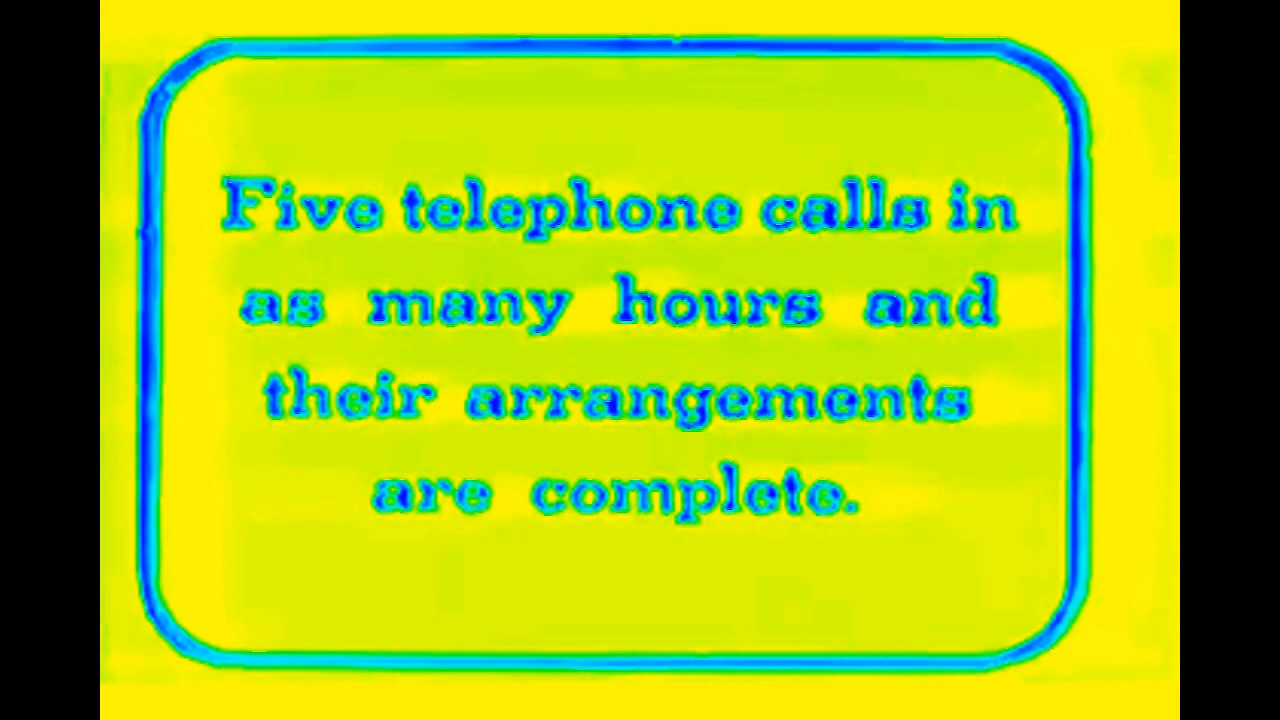 Five telephone calls in
as many hours and
their arrangements
are complete.